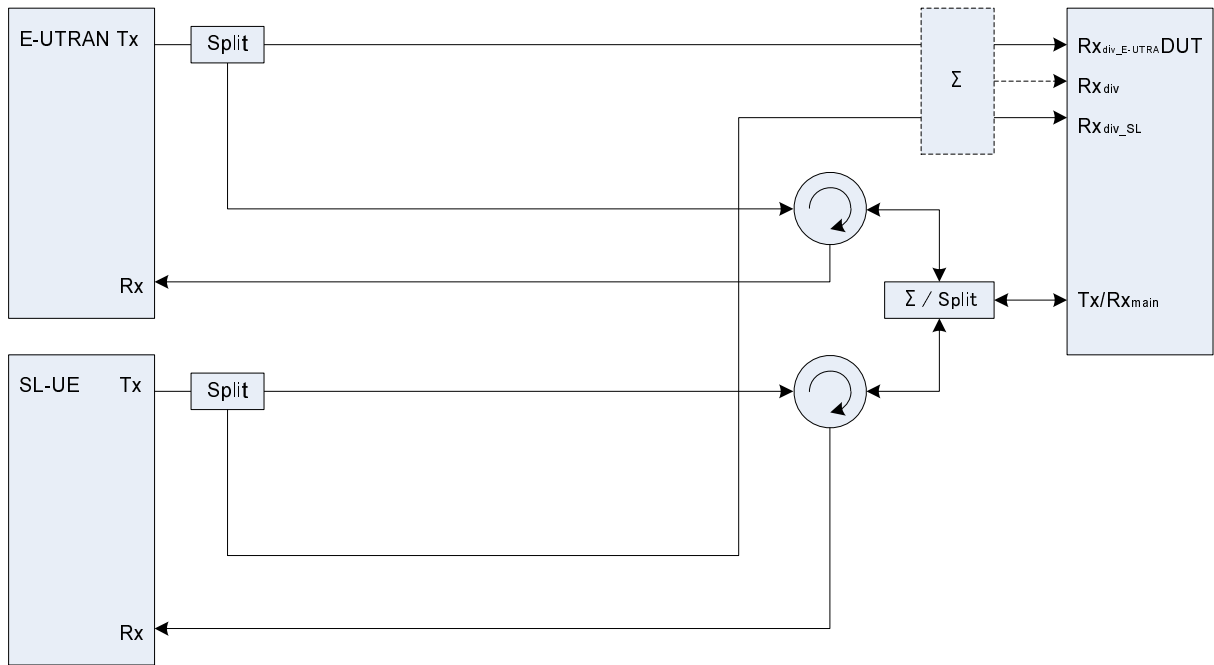 E-UTRAN Tx
Split
Σ
Rxdiv_E-UTRA DUT
Rxdiv
Rxdiv_SL
Rx
Σ / Split
Tx/Rxmain
SL-UE Tx
Split
Rx